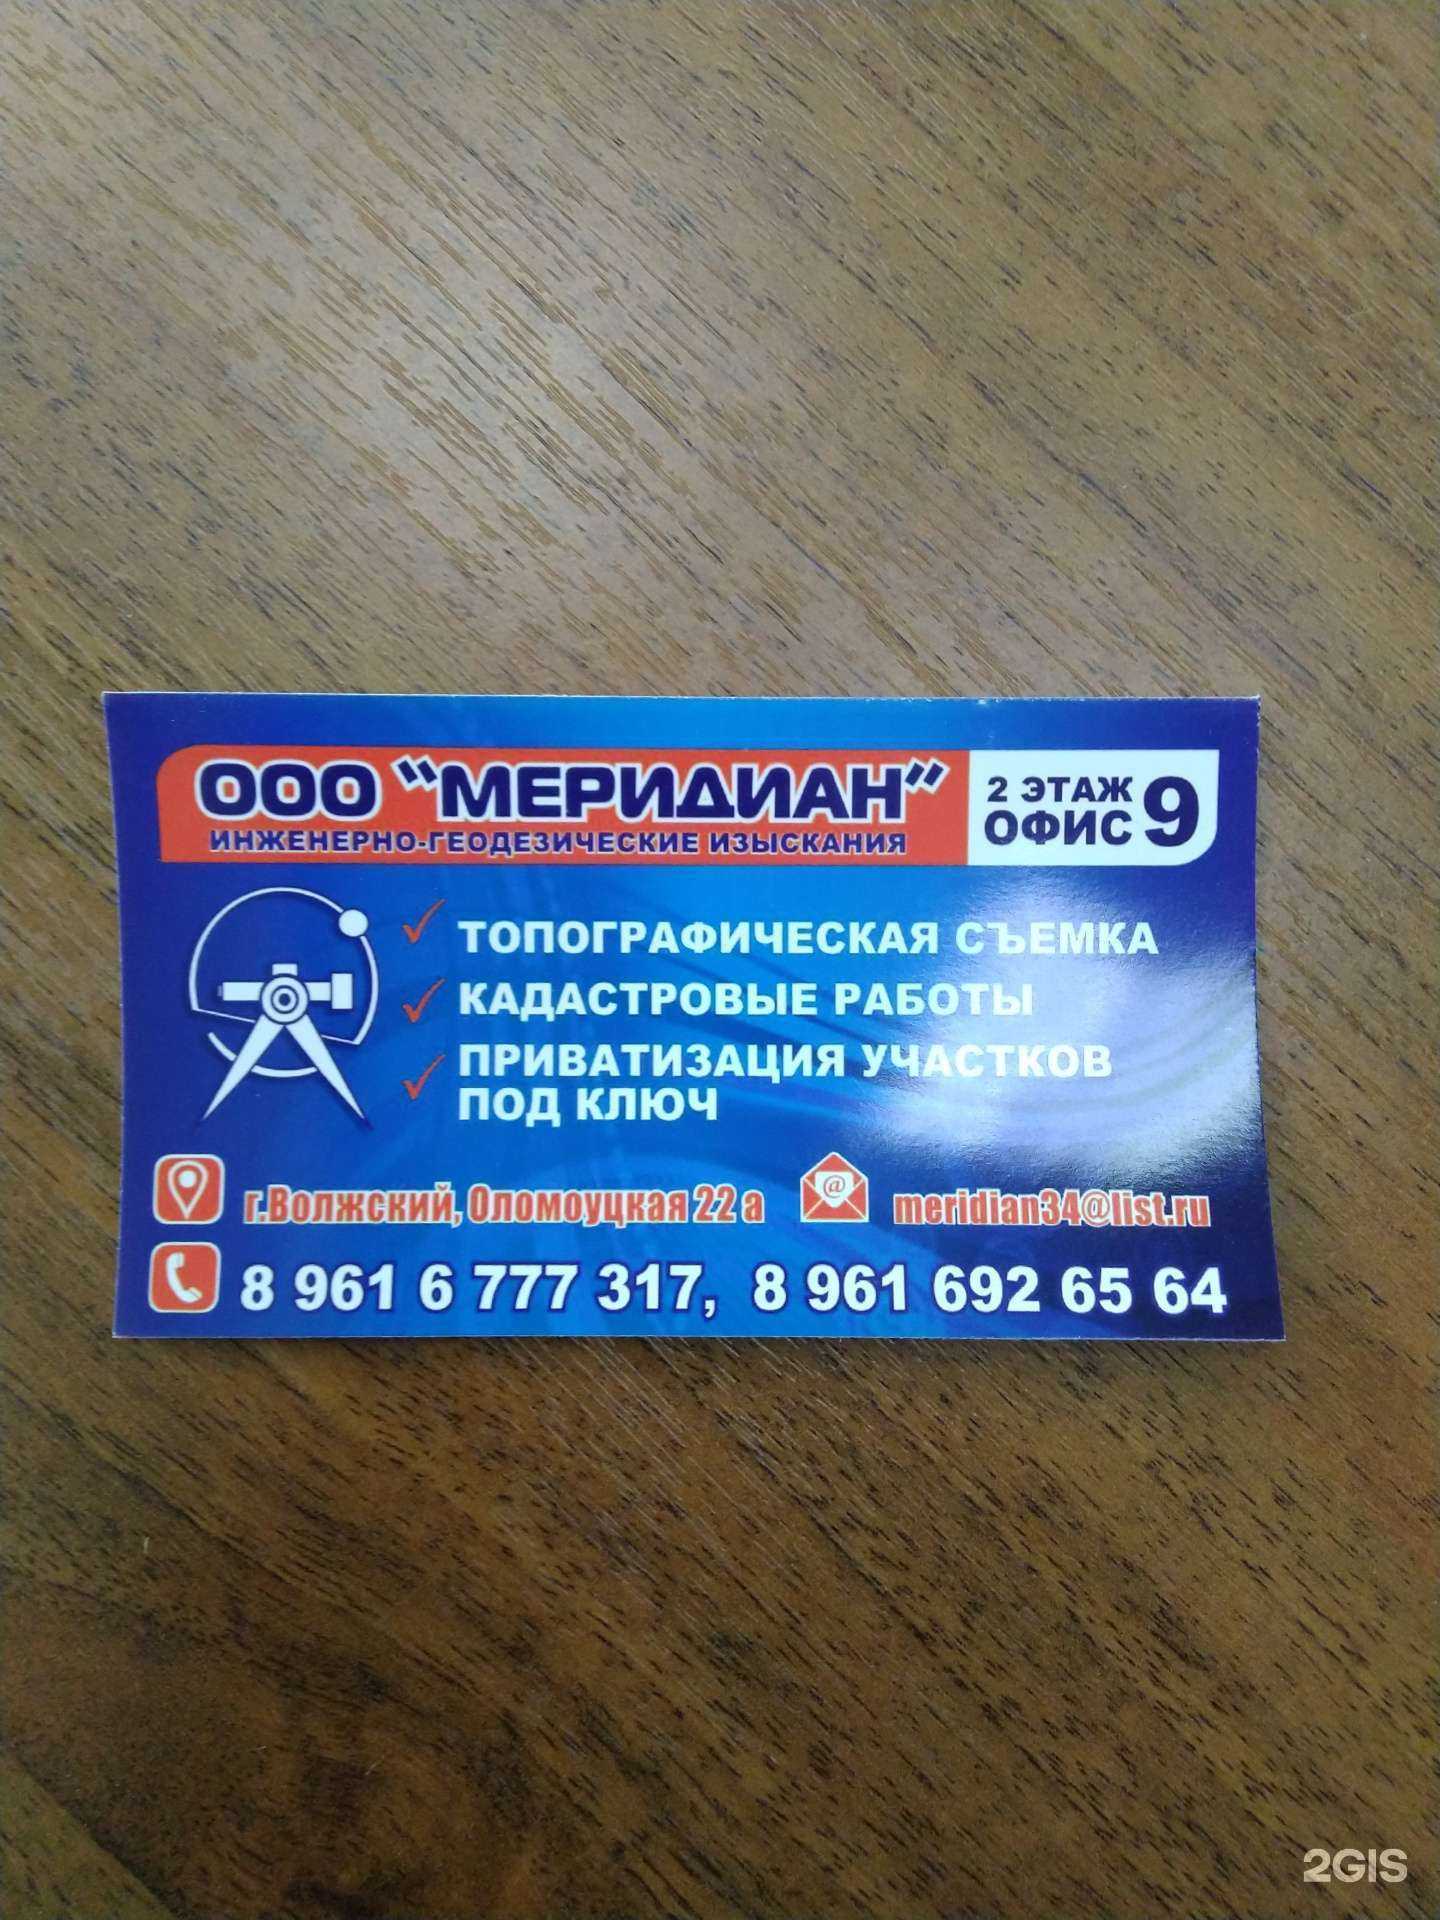 ООО "МЕРИДИАН"
ИНЖЕНЕРНО-ГЕОДЕЗИЧЕСКИЕ ИЗЫСКАНИЯ
2 ЭТАЖ
ОФИС 9
ТОПОГРАФИЧЕСКАЯ СЪЕМКА
КАДАСТРОВЫЕ РАБОТЫ
ПРИВАТИЗАЦИЯ УЧАСТКОВ
ПОД КЛЮЧ
г.Волжский, Оломоуцкая 22 а
meridian34@list.ru
8 961 6 777 317, 8 961 692 65 64
2GIS